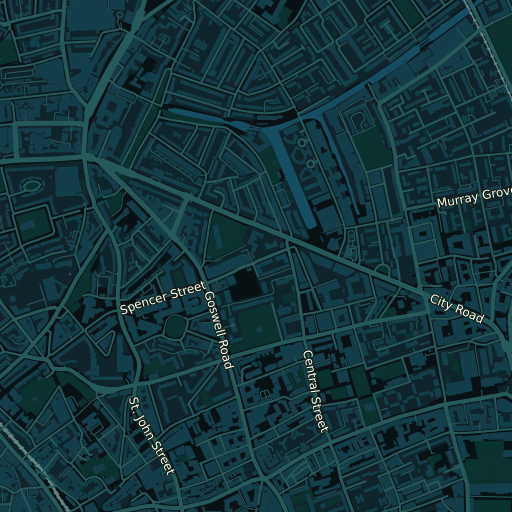 Murray Grove
Spencer Street
City Road
Goswell Road
Central Street
St. John Street